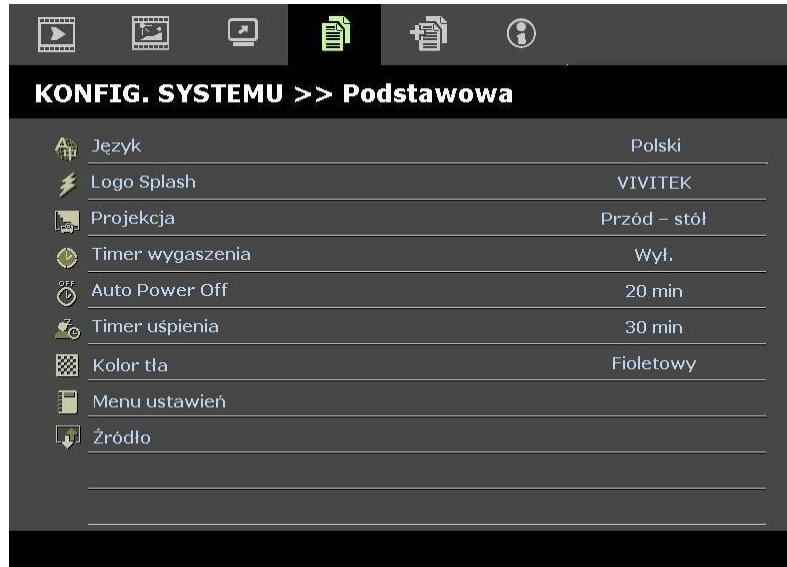 KONFIG. SYSTEMU >> Podstawowa
Język Polski
Logo Splash VIVITEK
Projekcja Przód – stół
Timer wygaszenia Wył.
OFF
Auto Power Off 20 min
Timer uśpienia 30 min
Kolor tła Fioletowy
Menu ustawień
Źródło